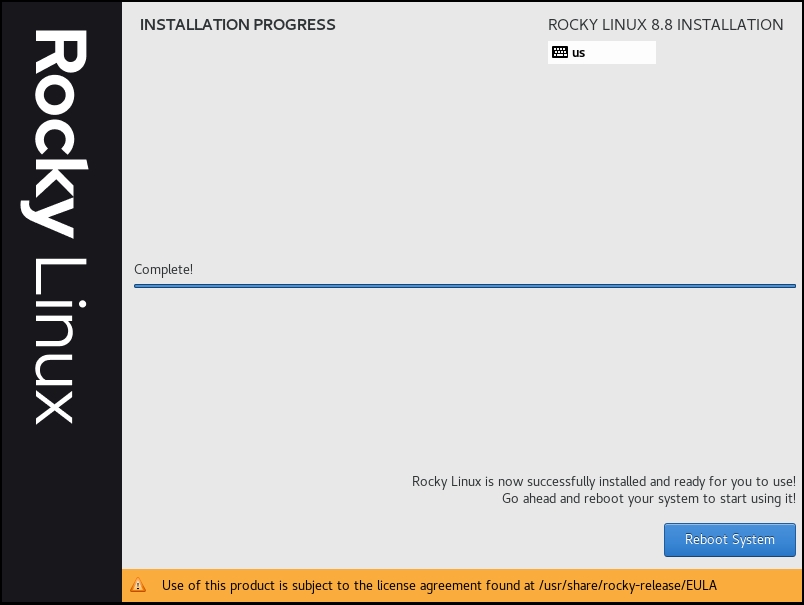 Rocky Linux
INSTALLATION PROGRESS
ROCKY LINUX 8.8 INSTALLATION
us
Complete!
Rocky Linux is now successfully installed and ready for you to use!
Go ahead and reboot your system to start using it!
Reboot System
Use of this product is subject to the license agreement found at /usr/share/rocky-release/EULA